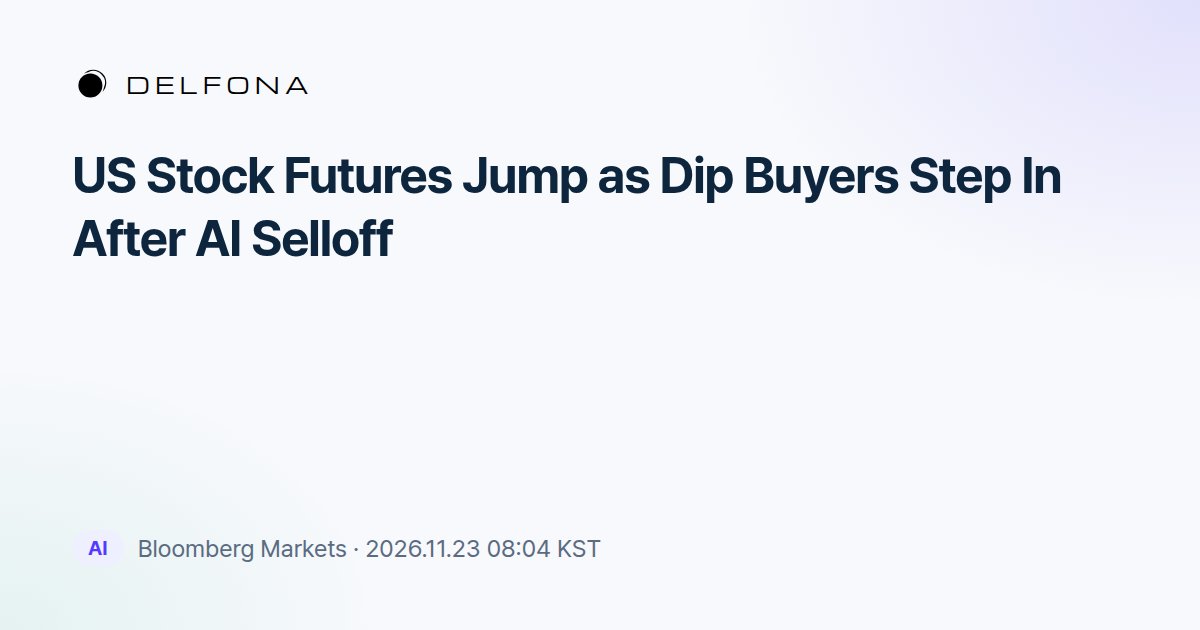 DELFONA
US Stock Futures Jump as Dip Buyers Step In
After AI Selloff
AI Bloomberg Markets · 2026.11.23 08:04 KST